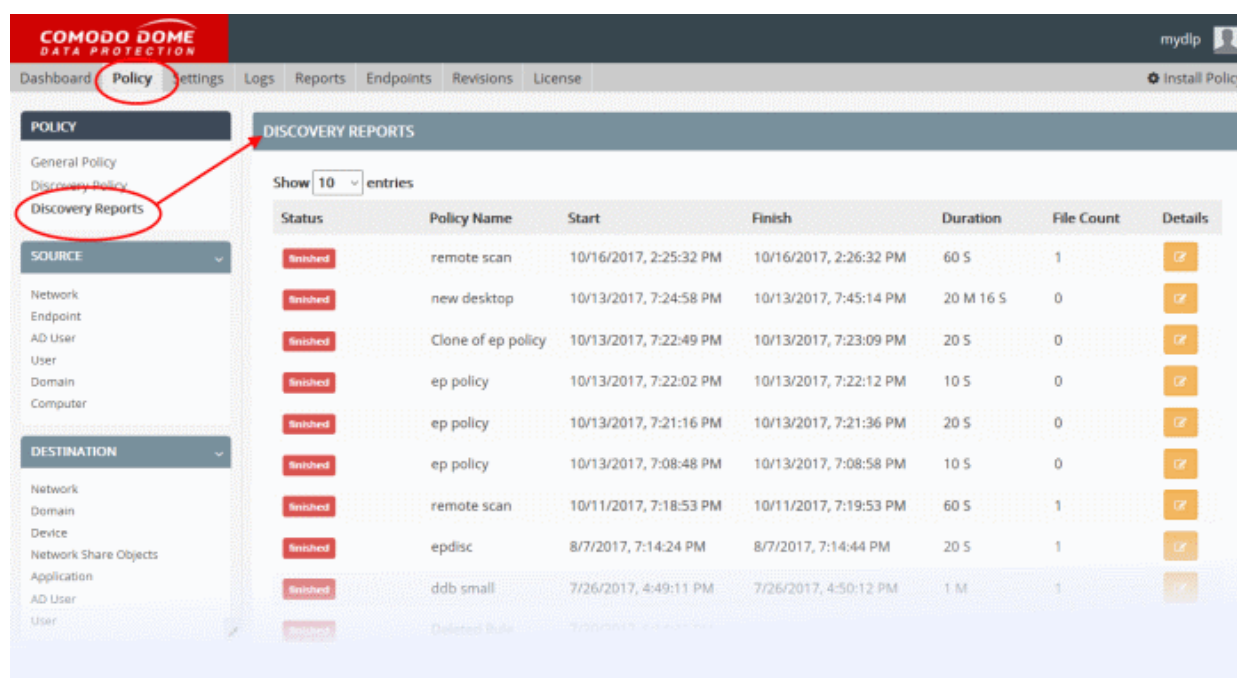 COMODO DOME
DATA PROTECTION
mydlp
Dashboard Policy Settings Logs Reports Endpoints Revisions License Install Policy
POLICY
General Policy
Discovery Policy
Discovery Reports
SOURCE
Network
Endpoint
AD User
User
Domain
Computer
DESTINATION
Network
Domain
Device
Network Share Objects
Application
AD User
User
DISCOVERY REPORTS
Show 10 entries
Status Policy Name Start Finish Duration File Count Details
finished remote scan 10/16/2017, 2:25:32 PM 10/16/2017, 2:26:32 PM 60 S 1
finished new desktop 10/13/2017, 7:24:58 PM 10/13/2017, 7:45:14 PM 20 M 16 S 0
finished Clone of ep policy 10/13/2017, 7:22:49 PM 10/13/2017, 7:23:09 PM 20 S 0
finished ep policy 10/13/2017, 7:22:02 PM 10/13/2017, 7:22:12 PM 10 S 0
finished ep policy 10/13/2017, 7:21:16 PM 10/13/2017, 7:21:36 PM 20 S 0
finished ep policy 10/13/2017, 7:08:48 PM 10/13/2017, 7:08:58 PM 10 S 0
finished remote scan 10/11/2017, 7:18:53 PM 10/11/2017, 7:19:53 PM 60 S 1
finished epdisc 8/7/2017, 7:14:24 PM 8/7/2017, 7:14:44 PM 20 S 1
finished ddb small 7/26/2017, 4:49:11 PM 7/26/2017, 4:50:12 PM 1 M 1
finished Deleted Rule